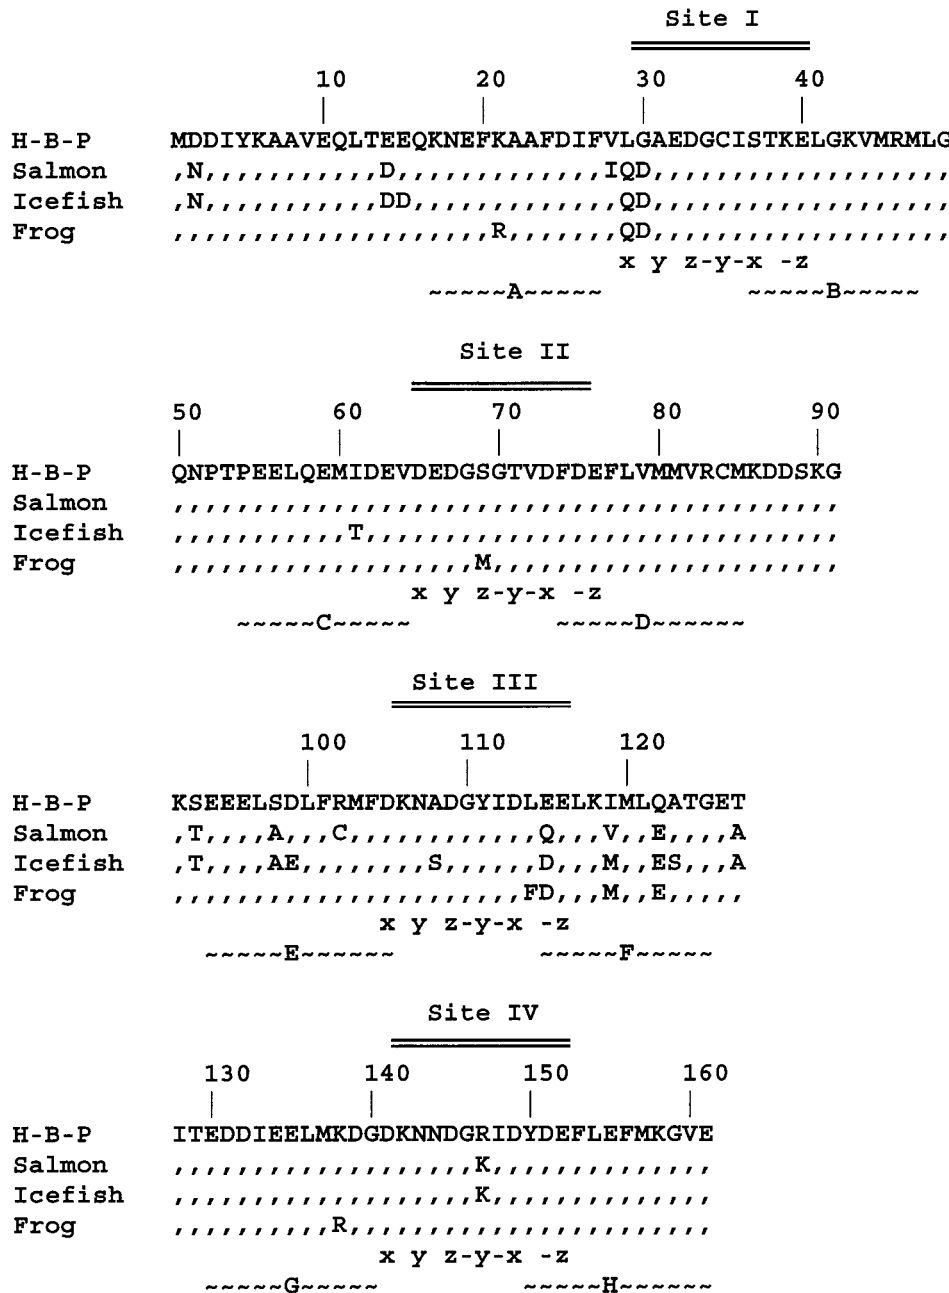 Site I
10 20 30 40
H-B-P MDDIYKAAVEQLTEEQKNEFKAAFDIFVLGAEDGCISTKELGKVMRMLG
Salmon ,N,,,,,,,,,,,D,,,,,,,,,,,,,IQD,,,,,,,,,,,,,,,,,,,
Icefish ,N,,,,,,,,,,,DD,,,,,,,,,,,,,QD,,,,,,,,,,,,,,,,,,,
Frog ,,,,,,,,,,,,,,,,,,,,R,,,,,,,QD,,,,,,,,,,,,,,,,,,,
x y z-y-x -z
~~~~~A~~~~~ ~~~~~B~~~~~
Site II
50 60 70 80 90
H-B-P QNPTPEELQEMIDEVDEDGSGTVDFDEFLVMMVRCMKDDSKG
Salmon ,,,,,,,,,,,,,,,,,,,,,,,,,,,,,,,,,,,,,,,,,,
Icefish ,,,,,,,,,,,T,,,,,,,,,,,,,,,,,,,,,,,,,,,,,,
Frog ,,,,,,,,,,,,,,,,,,,M,,,,,,,,,,,,,,,,,,,,,,
x y z-y-x -z
~~~~~C~~~~~ ~~~~~D~~~~~~
Site III
100 110 120
H-B-P KSEEELSDLFRMFDKNADGYIDLEELKIMLQATGET
Salmon ,T,,,,A,,,C,,,,,,,,,,,,Q,,,V,,E,,,,A
Icefish ,T,,,,AE,,,,,,,,S,,,,,,D,,,M,,ES,,,A
Frog ,,,,,,,,,,,,,,,,,,,,,,FD,,,M,,E,,,,,
x y z-y-x -z
~~~~~E~~~~~~ ~~~~~F~~~~~
Site IV
130 140 150 160
H-B-P ITEDDIEELMKDGDKNNDGRIDYDEFLEFMKGVE
Salmon ,,,,,,,,,,,,,,,,,,,K,,,,,,,,,,,,,,
Icefish ,,,,,,,,,,,,,,,,,,,K,,,,,,,,,,,,,,
Frog ,,,,,,,,,,R,,,,,,,,,,,,,,,,,,,,,,,
x y z-y-x -z
~~~~~G~~~~~ ~~~~~H~~~~~~